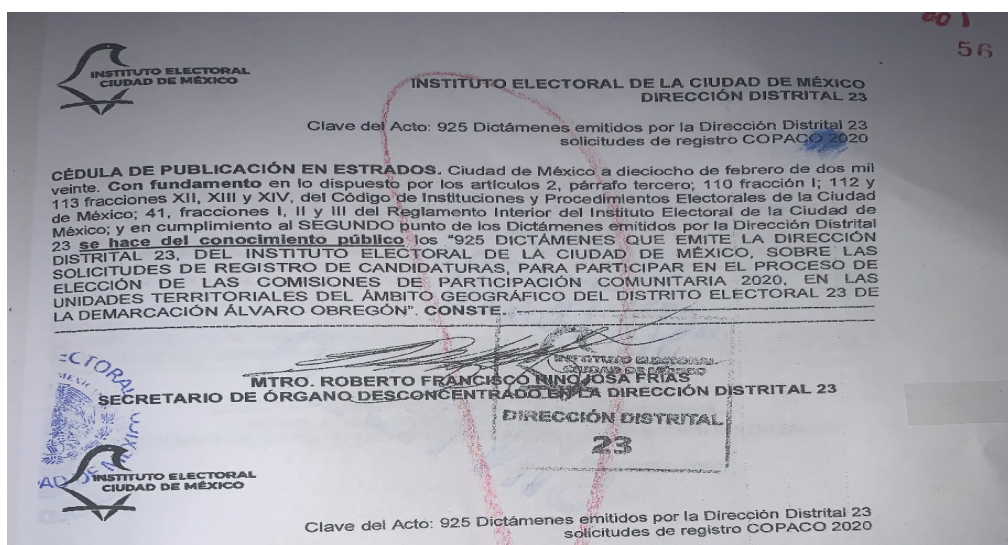 56
INSTITUTO ELECTORAL
CIUDAD DE MÉXICO
INSTITUTO ELECTORAL DE LA CIUDAD DE MÉXICO
DIRECCIÓN DISTRITAL 23
Clave del Acto: 925 Dictámenes emitidos por la Dirección Distrital 23
solicitudes de registro COPACO 2020
CÉDULA DE PUBLICACIÓN EN ESTRADOS. Ciudad de México a dieciocho de febrero de dos mil
veinte. Con fundamento en lo dispuesto por los artículos 2, párrafo tercero; 110 fracción I; 112 y
113 fracciones XII, XIII y XIV, del Código de Instituciones y Procedimientos Electorales de la Ciudad
de México; 41, fracciones I, II y III del Reglamento Interior del Instituto Electoral de la Ciudad de
México; y en cumplimiento al SEGUNDO punto de los Dictámenes emitidos por la Dirección Distrital
23 se hace del conocimiento público los “925 DICTÁMENES QUE EMITE LA DIRECCIÓN
DISTRITAL 23, DEL INSTITUTO ELECTORAL DE LA CIUDAD DE MÉXICO, SOBRE LAS
SOLICITUDES DE REGISTRO DE CANDIDATURAS, PARA PARTICIPAR EN EL PROCESO DE
ELECCIÓN DE LAS COMISIONES DE PARTICIPACIÓN COMUNITARIA 2020, EN LAS
UNIDADES TERRITORIALES DEL ÁMBITO GEOGRÁFICO DEL DISTRITO ELECTORAL 23 DE
LA DEMARCACIÓN ÁLVARO OBREGÓN”. CONSTE.
INSTITUTO ELECTORAL
CIUDAD DE MÉXICO
MTRO. ROBERTO FRANCISCO HINOJOSA FRÍAS
SECRETARIO DE ÓRGANO DESCONCENTRADO EN LA DIRECCIÓN DISTRITAL 23
DIRECCIÓN DISTRITAL
23
INSTITUTO ELECTORAL
CIUDAD DE MÉXICO
Clave del Acto: 925 Dictámenes emitidos por la Dirección Distrital 23
solicitudes de registro COPACO 2020